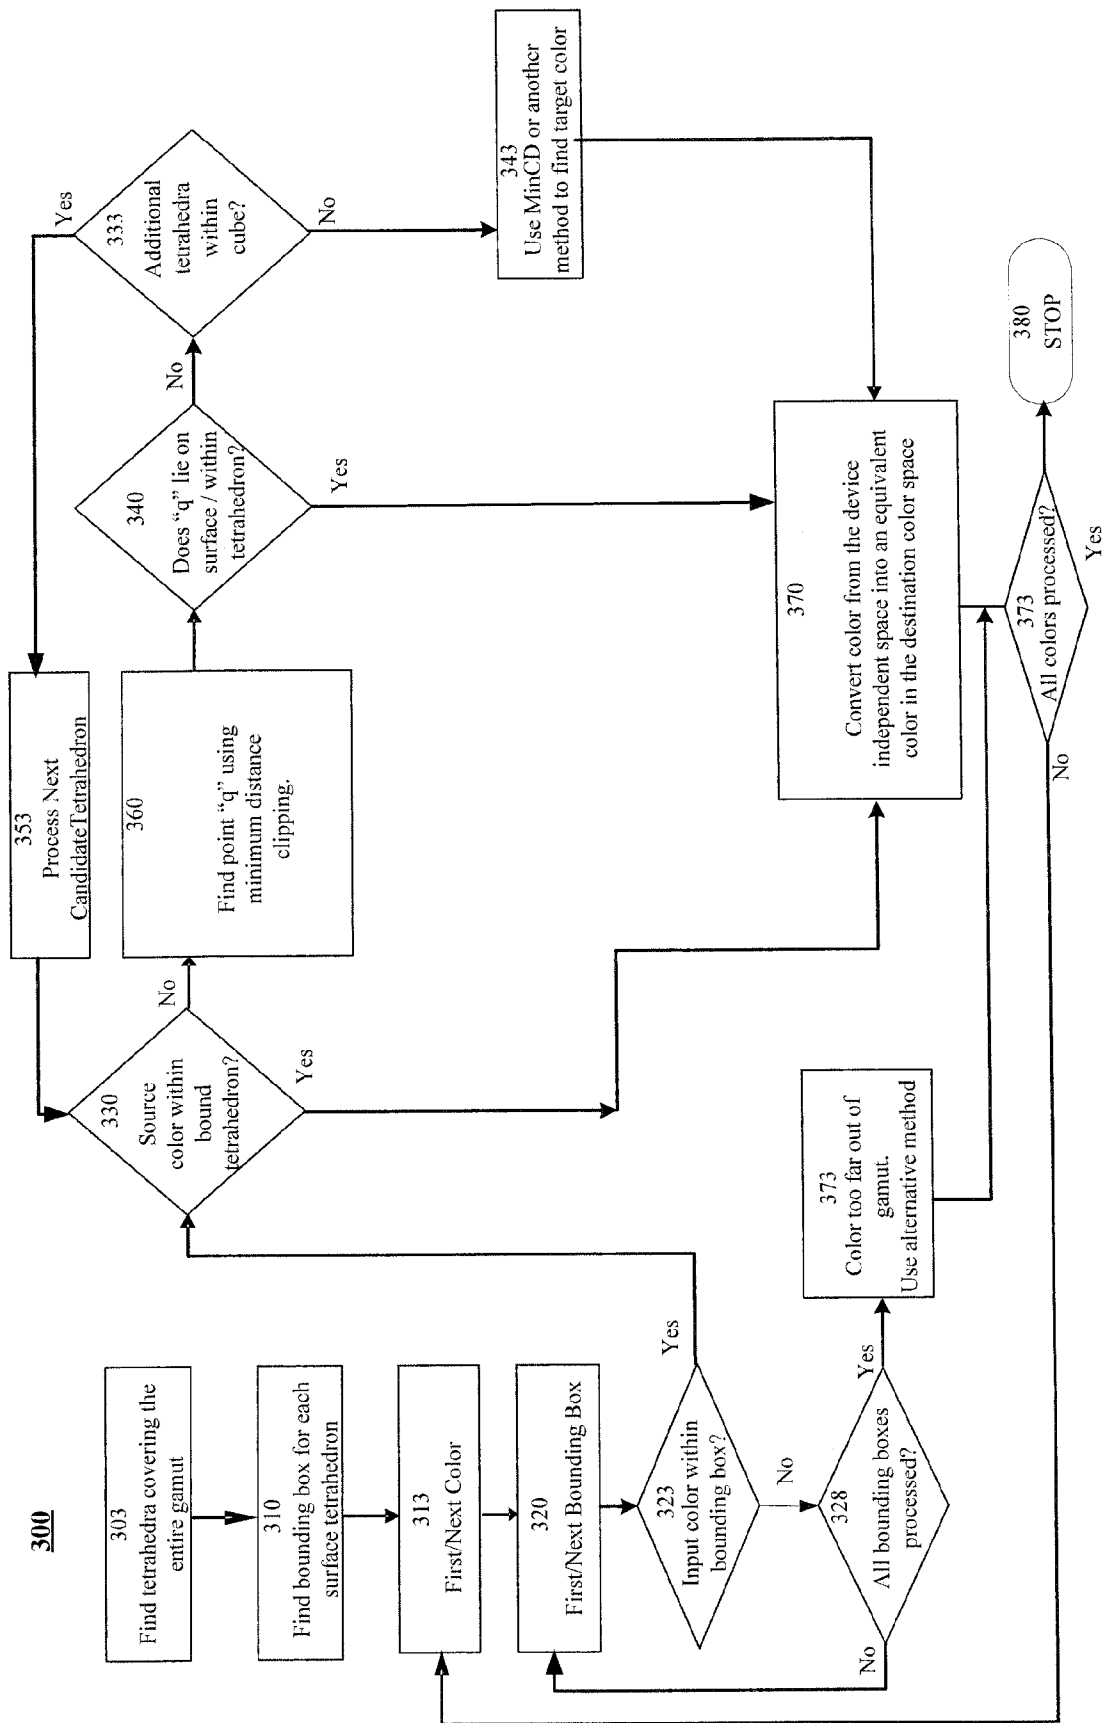 300
303
Find tetrahedra covering the
entire gamut
310
Find bounding box for each
surface tetrahedron
313
First/Next Color
320
First/Next Bounding Box
323
Input color within
bounding box?
Yes
No
328
All bounding boxes
processed?
No
Yes
373
Color too far out of
gamut.
Use alternative method
330
Source
color within
bound
tetrahedron?
No
Yes
353
Process Next
CandidateTetrahedron
360
Find point “q” using
minimum distance
clipping.
340
Does “q” lie on
surface / within
tetrahedron?
No
Yes
333
Additional
tetrahedra
within
cube?
Yes
No
343
Use MinCD or another
method to find target color
370
Convert color from the device
independent space into an equivalent
color in the destination color space
373
All colors processed?
No
Yes
380
STOP